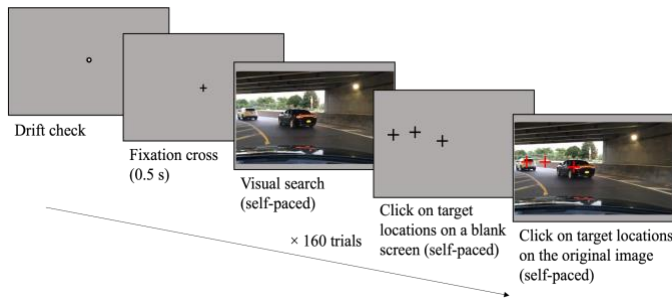 Drift check
Fixation cross
(0.5 s)
Visual search
(self-paced)
Click on target
locations on a blank
screen (self-paced)
Click on target locations
on the original image
(self-paced)
× 160 trials